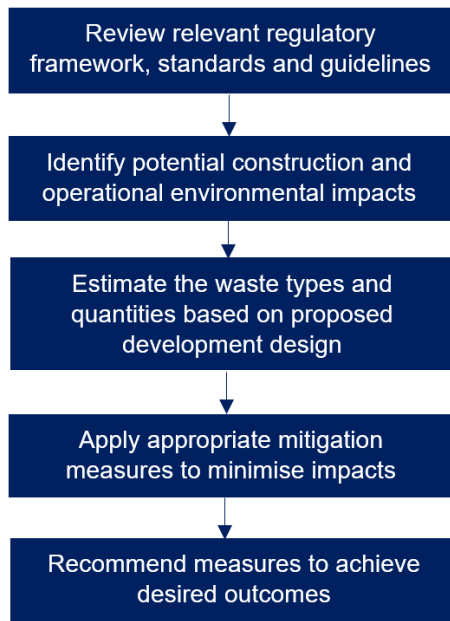 Review relevant regulatory
framework, standards and guidelines
Identify potential construction and
operational environmental impacts
Estimate the waste types and
quantities based on proposed
development design
Apply appropriate mitigation
measures to minimise impacts
Recommend measures to achieve
desired outcomes